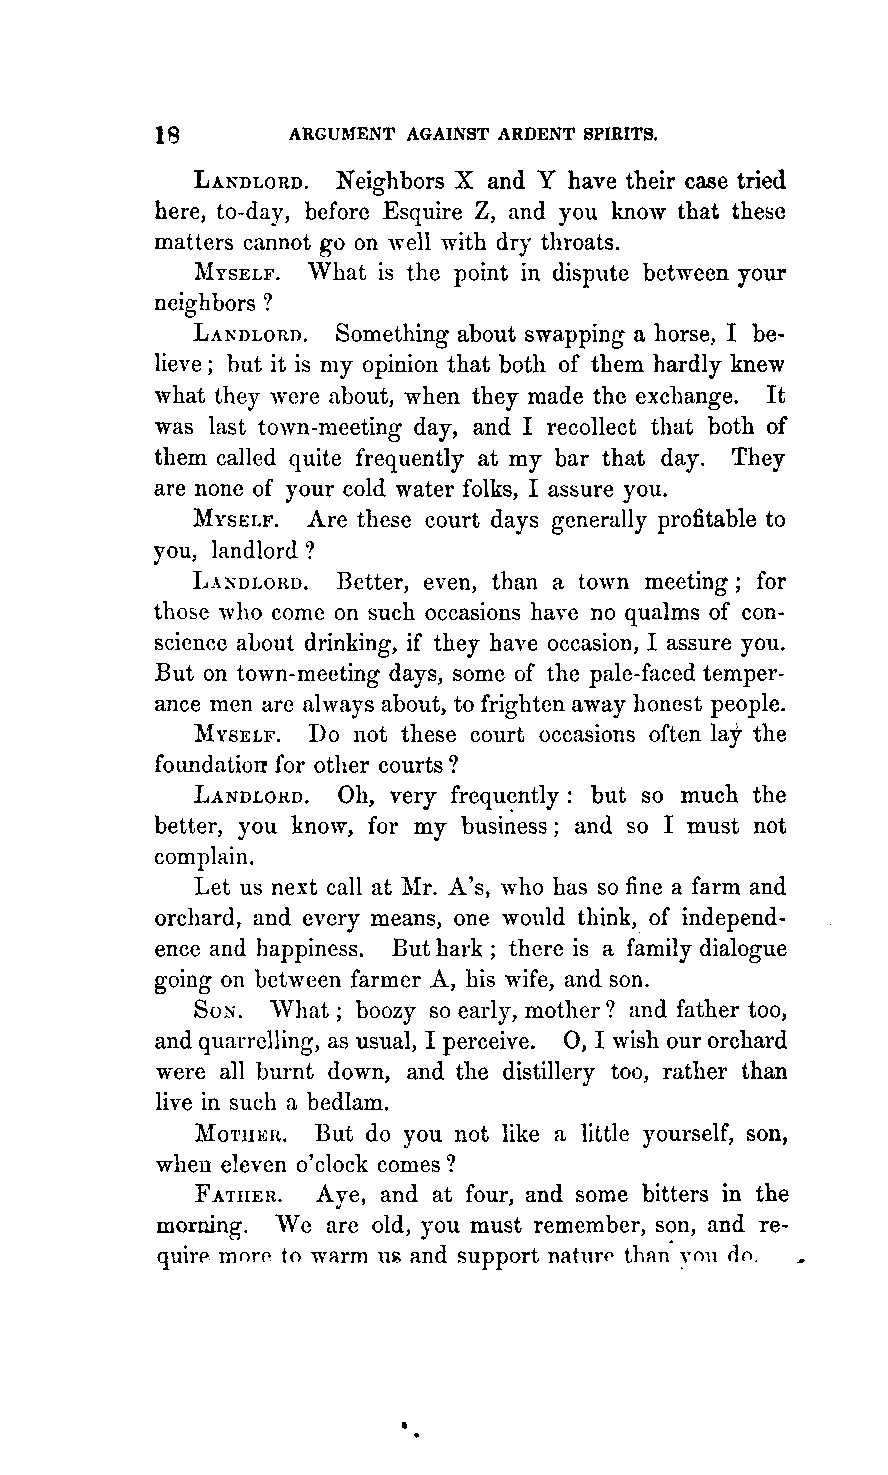 18 ARGUMENT AGAINST ARDENT SPIRITS.
LANDLORD. Neighbors X and Y have their case tried
here, to-day, before Esquire Z, and you know that these
matters cannot go on well with dry throats.
MYSELF. What is the point in dispute between your
neighbors ?
LANDLORD. Something about swapping a horse, I be-
lieve ; but it is my opinion that both of them hardly knew
what they were about, when they made the exchange. It
was last town-meeting day, and I recollect that both of
them called quite frequently at my bar that day. They
are none of your cold water folks, I assure you.
MYSELF. Are these court days generally profitable to
you, landlord ?
LANDLORD. Better, even, than a town meeting ; for
those who come on such occasions have no qualms of con-
science about drinking, if they have occasion, I assure you.
But on town-meeting days, some of the pale-faced temper-
ance men are always about, to frighten away honest people.
MYSELF. Do not these court occasions often lay the
foundation for other courts ?
LANDLORD. Oh, very frequently : but so much the
better, you know, for my business ; and so I must not
complain.
Let us next call at Mr. A's, who has so fine a farm and
orchard, and every means, one would think, of independ-
ence and happiness. But hark ; there is a family dialogue
going on between farmer A, his wife, and son.
SON. What ; boozy so early, mother ? and father too,
and quarrelling, as usual, I perceive. O, I wish our orchard
were all burnt down, and the distillery too, rather than
live in such a bedlam.
MOTHER. But do you not like a little yourself, son,
when eleven o'clock comes ?
FATHER. Aye, and at four, and some bitters in the
morning. We are old, you must remember, son, and re-
quire more to warm us and support nature than you do.